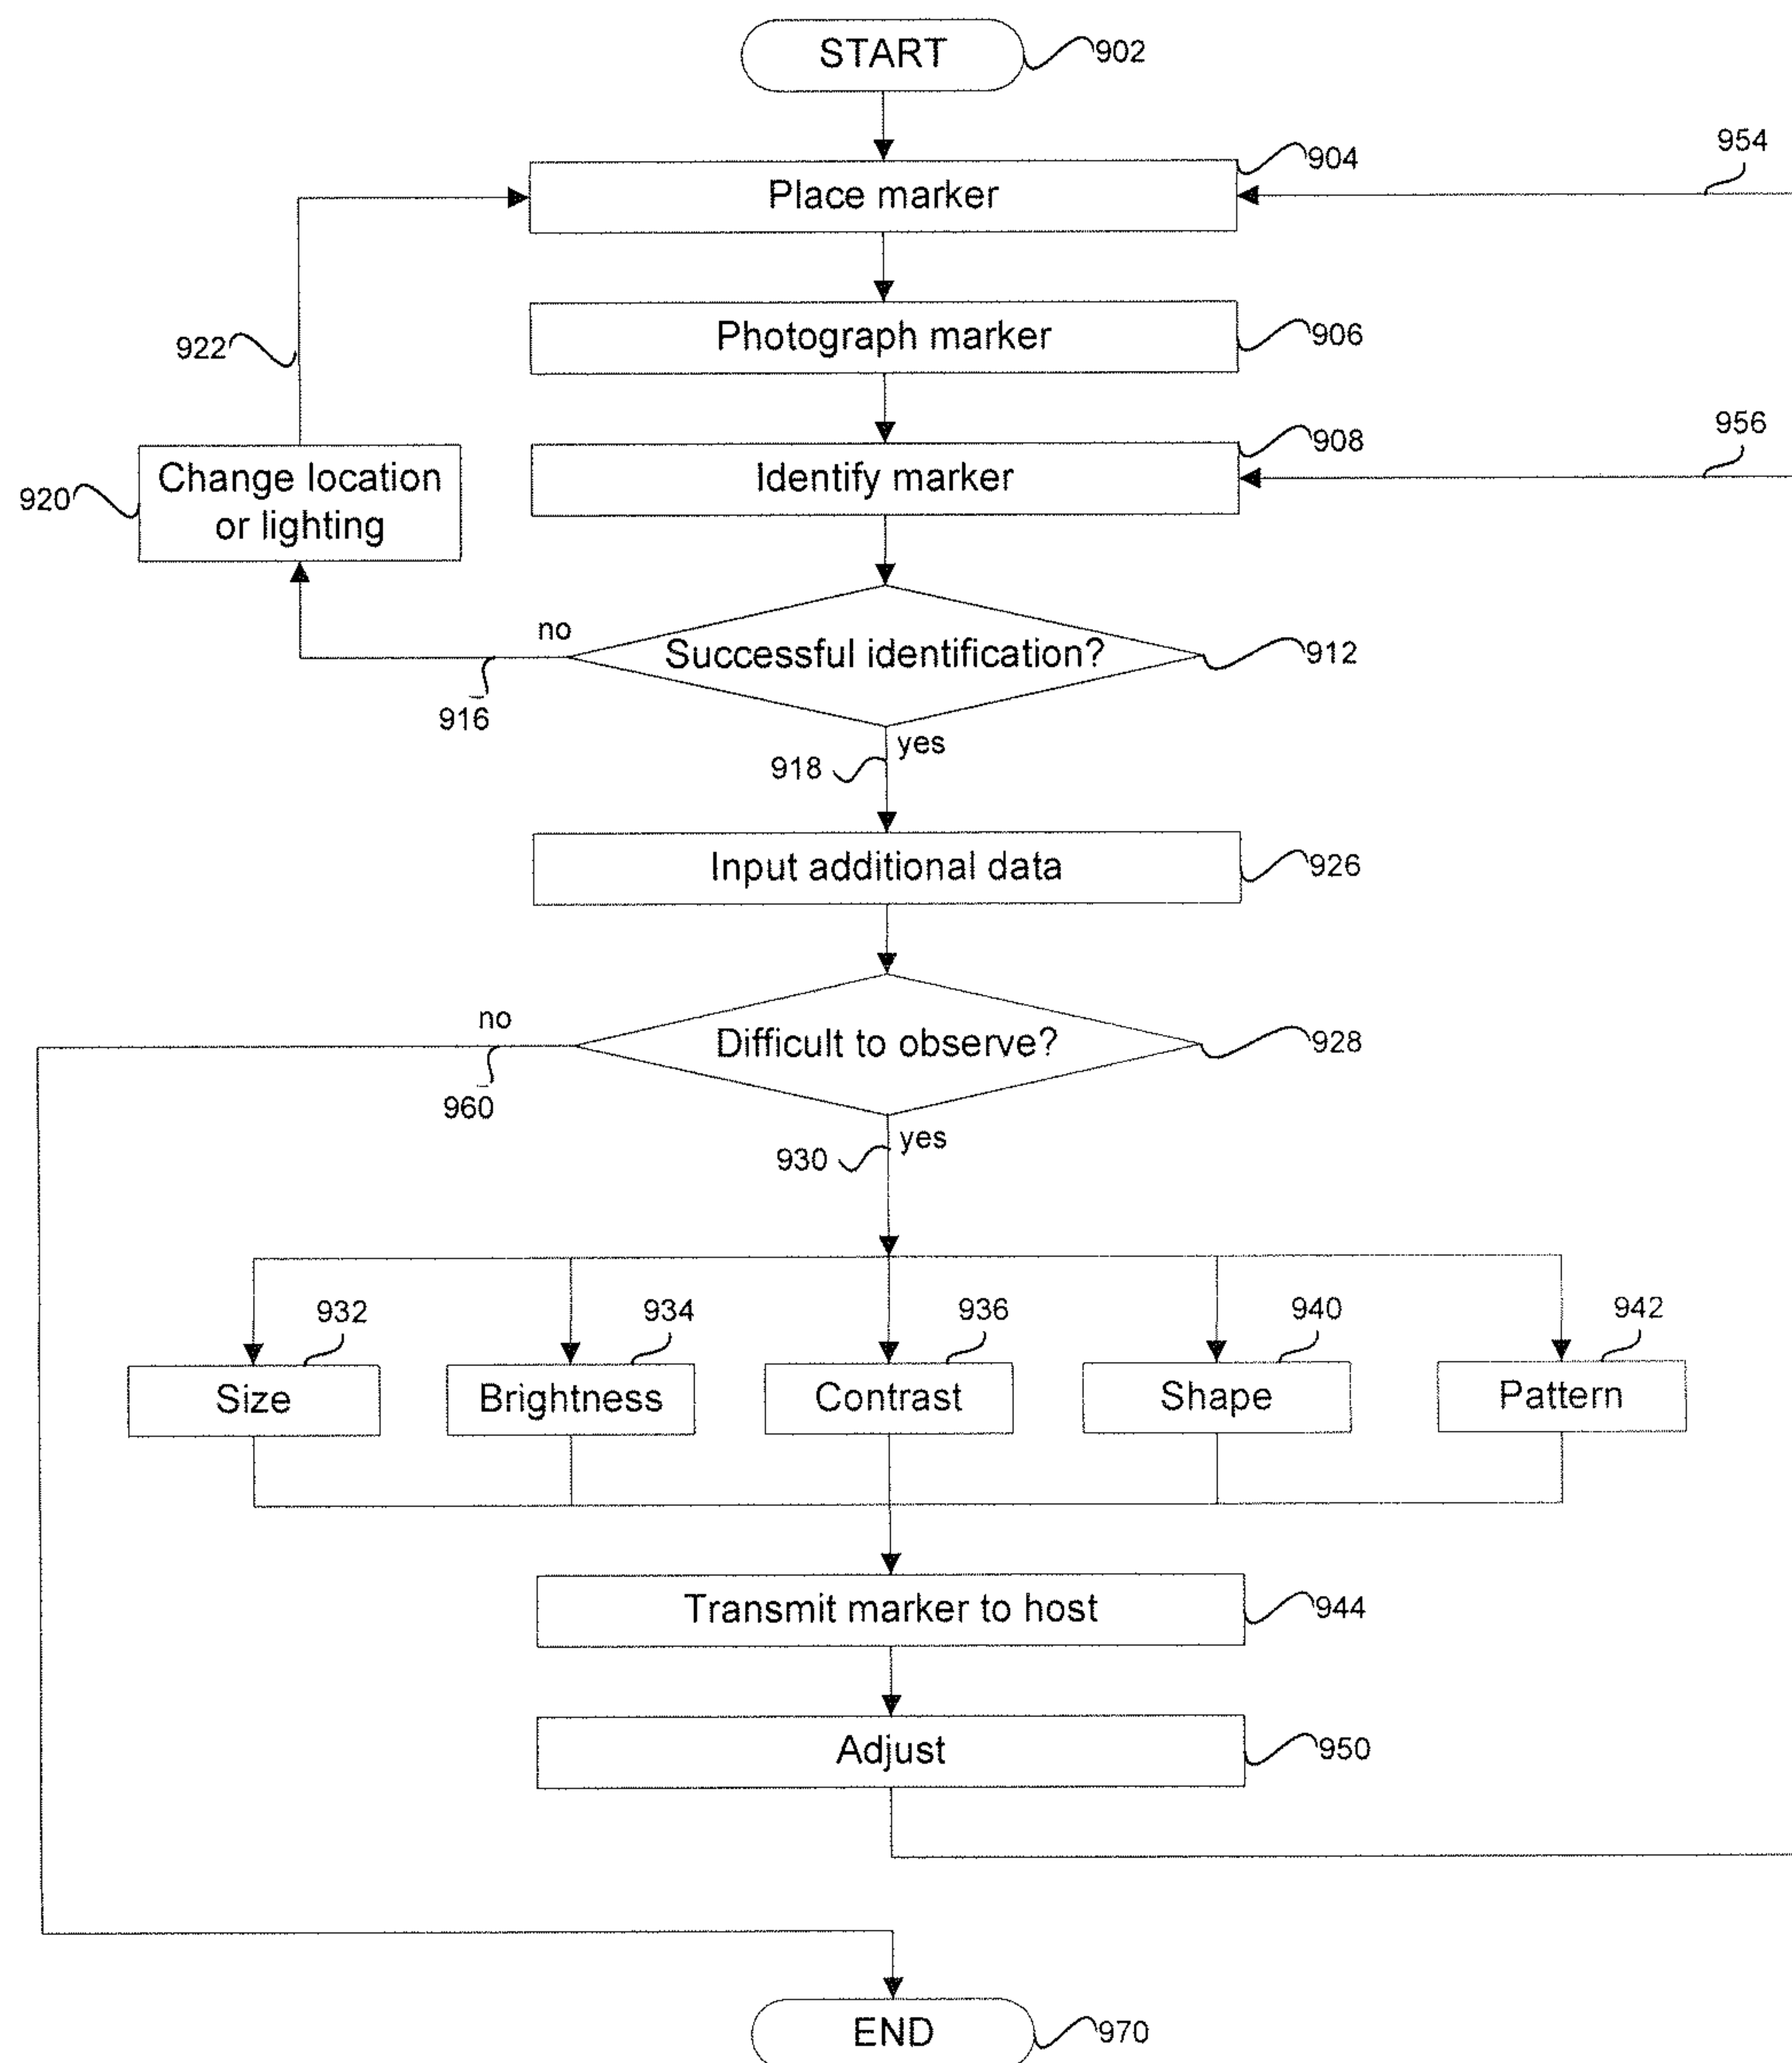 START
902
954
904
Place marker
922
Photograph marker
906
908
956
920
Change location
or lighting
Identify marker
no
Successful identification?
912
916
yes
918
Input additional data
926
no
Difficult to observe?
928
960
yes
930
932
934
936
940
942
Size
Brightness
Contrast
Shape
Pattern
Transmit marker to host
944
Adjust
950
END
970